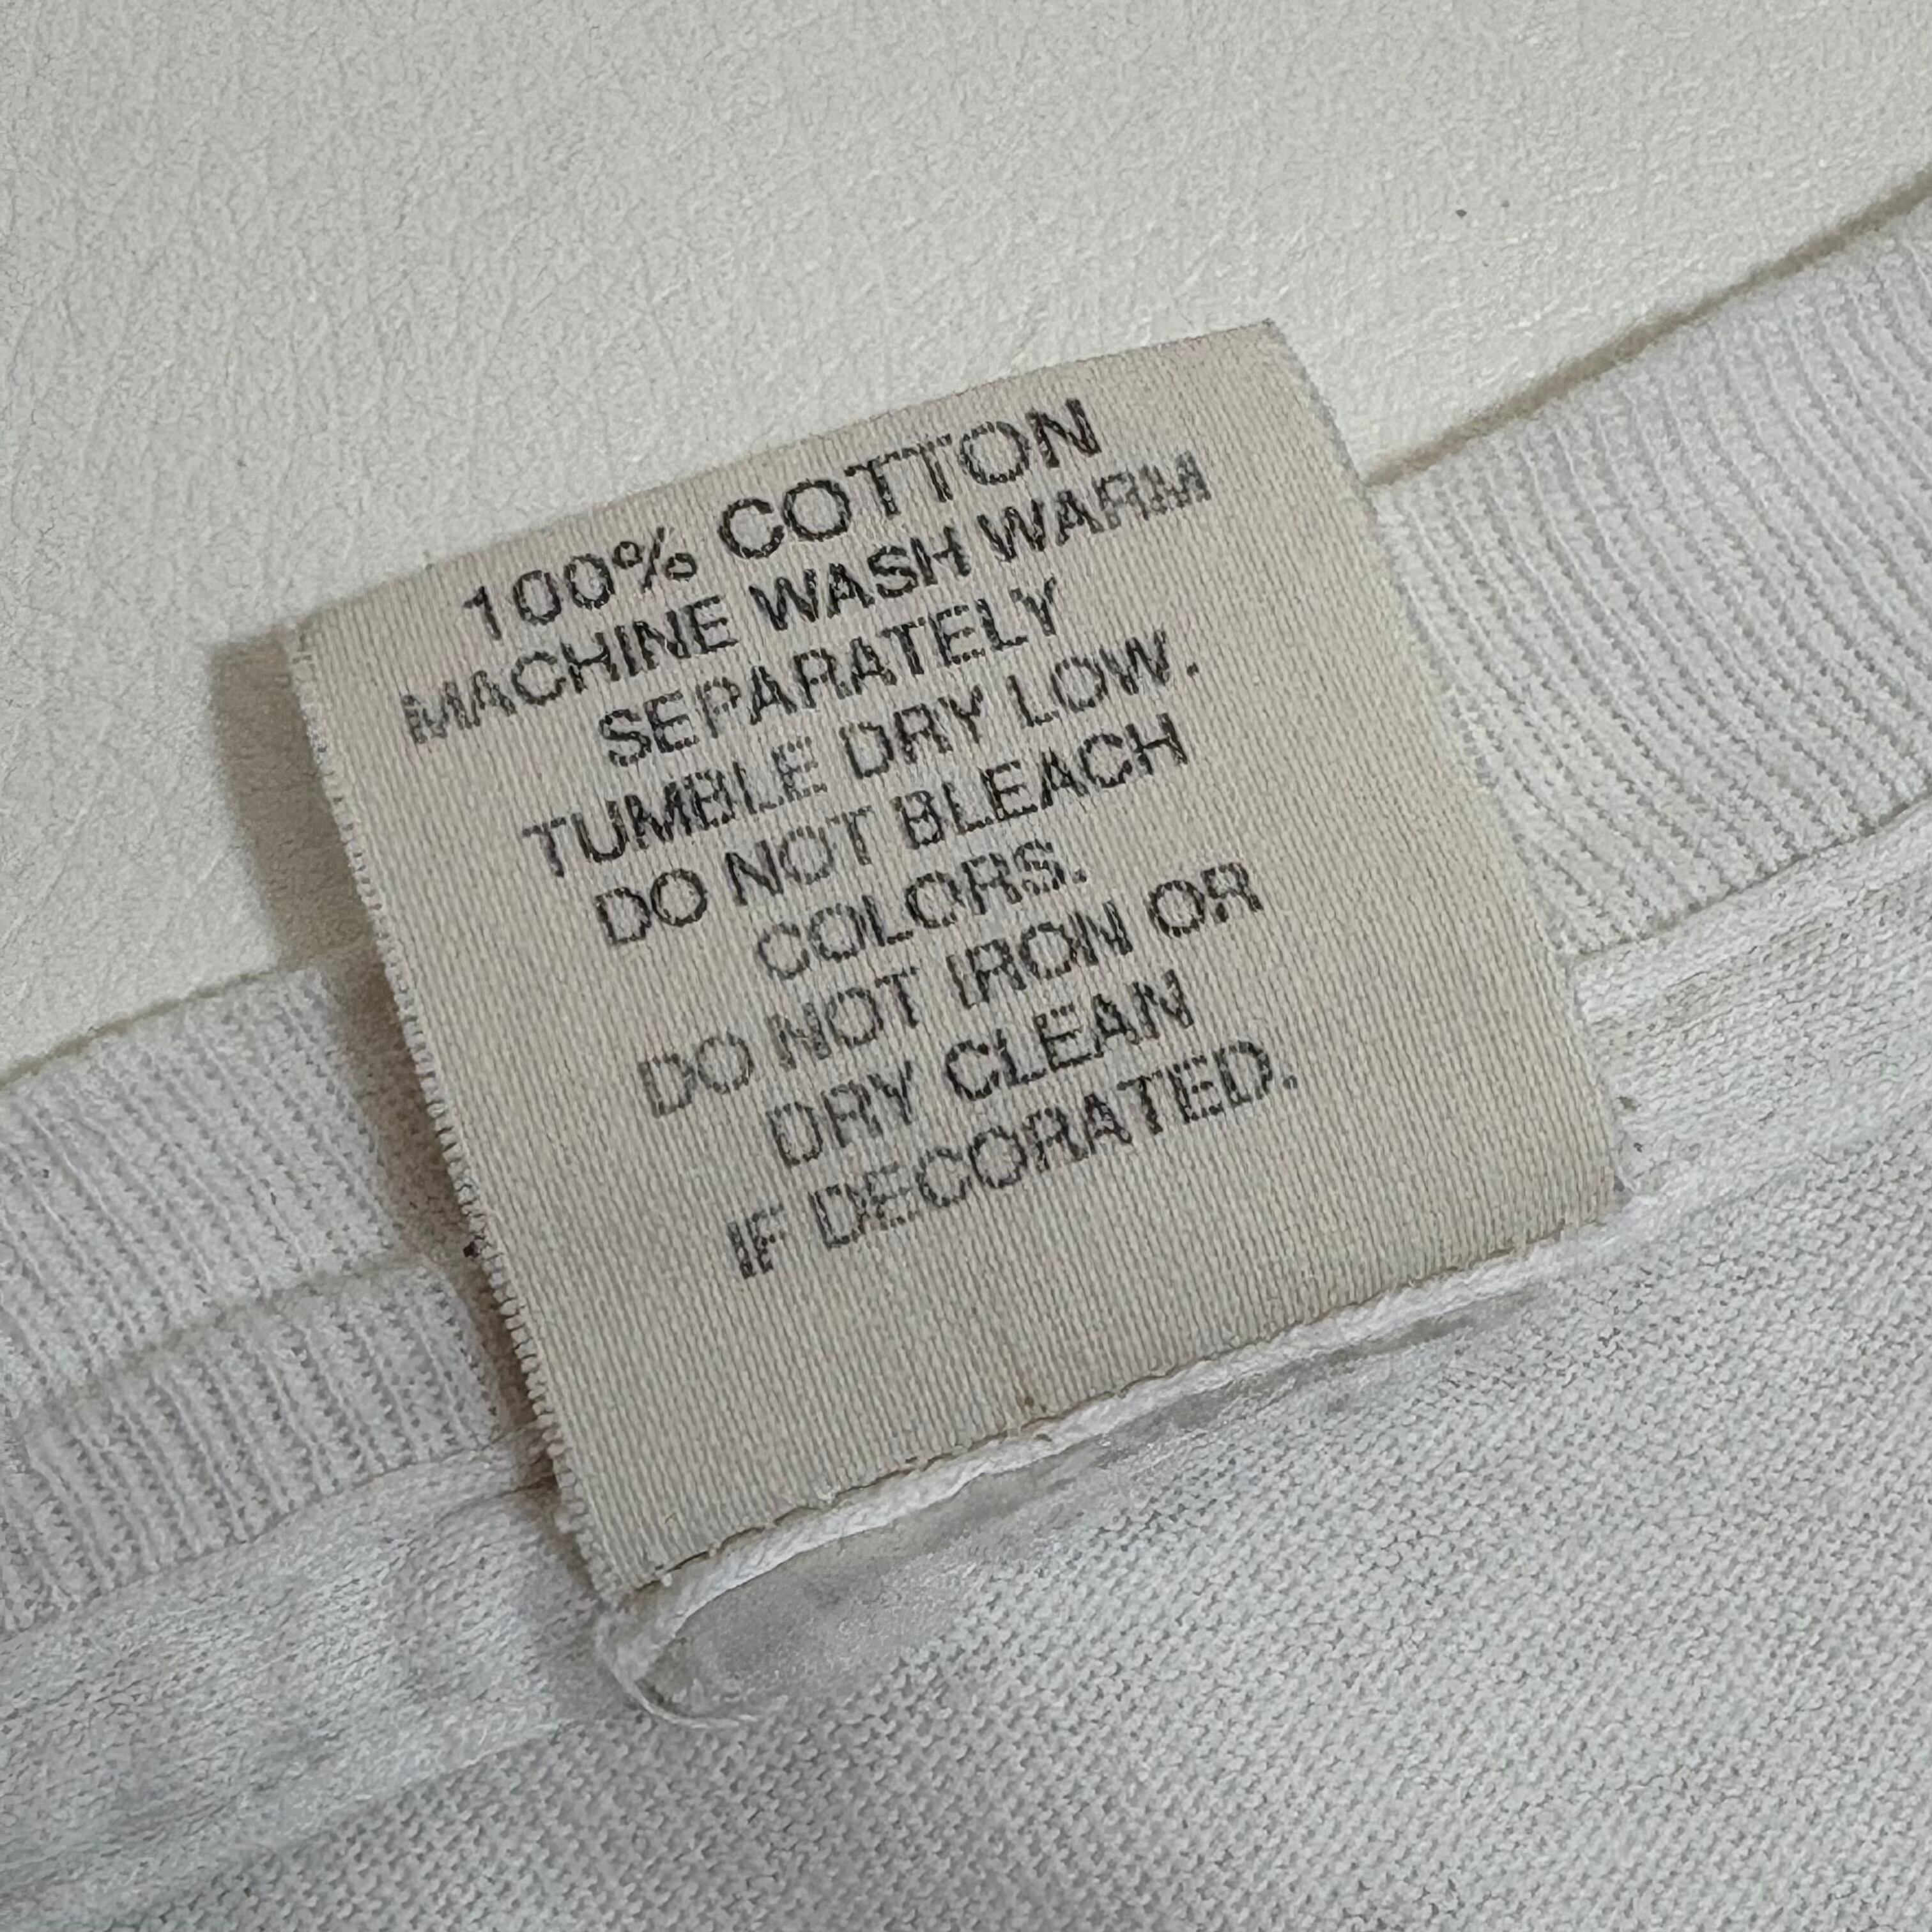 100% COTTON
MACHINE WASH WARM
SEPARATELY
TUMBLE DRY LOW.
DO NOT BLEACH
COLORS.
DO NOT IRON OR
DRY CLEAN
IF DECORATED.